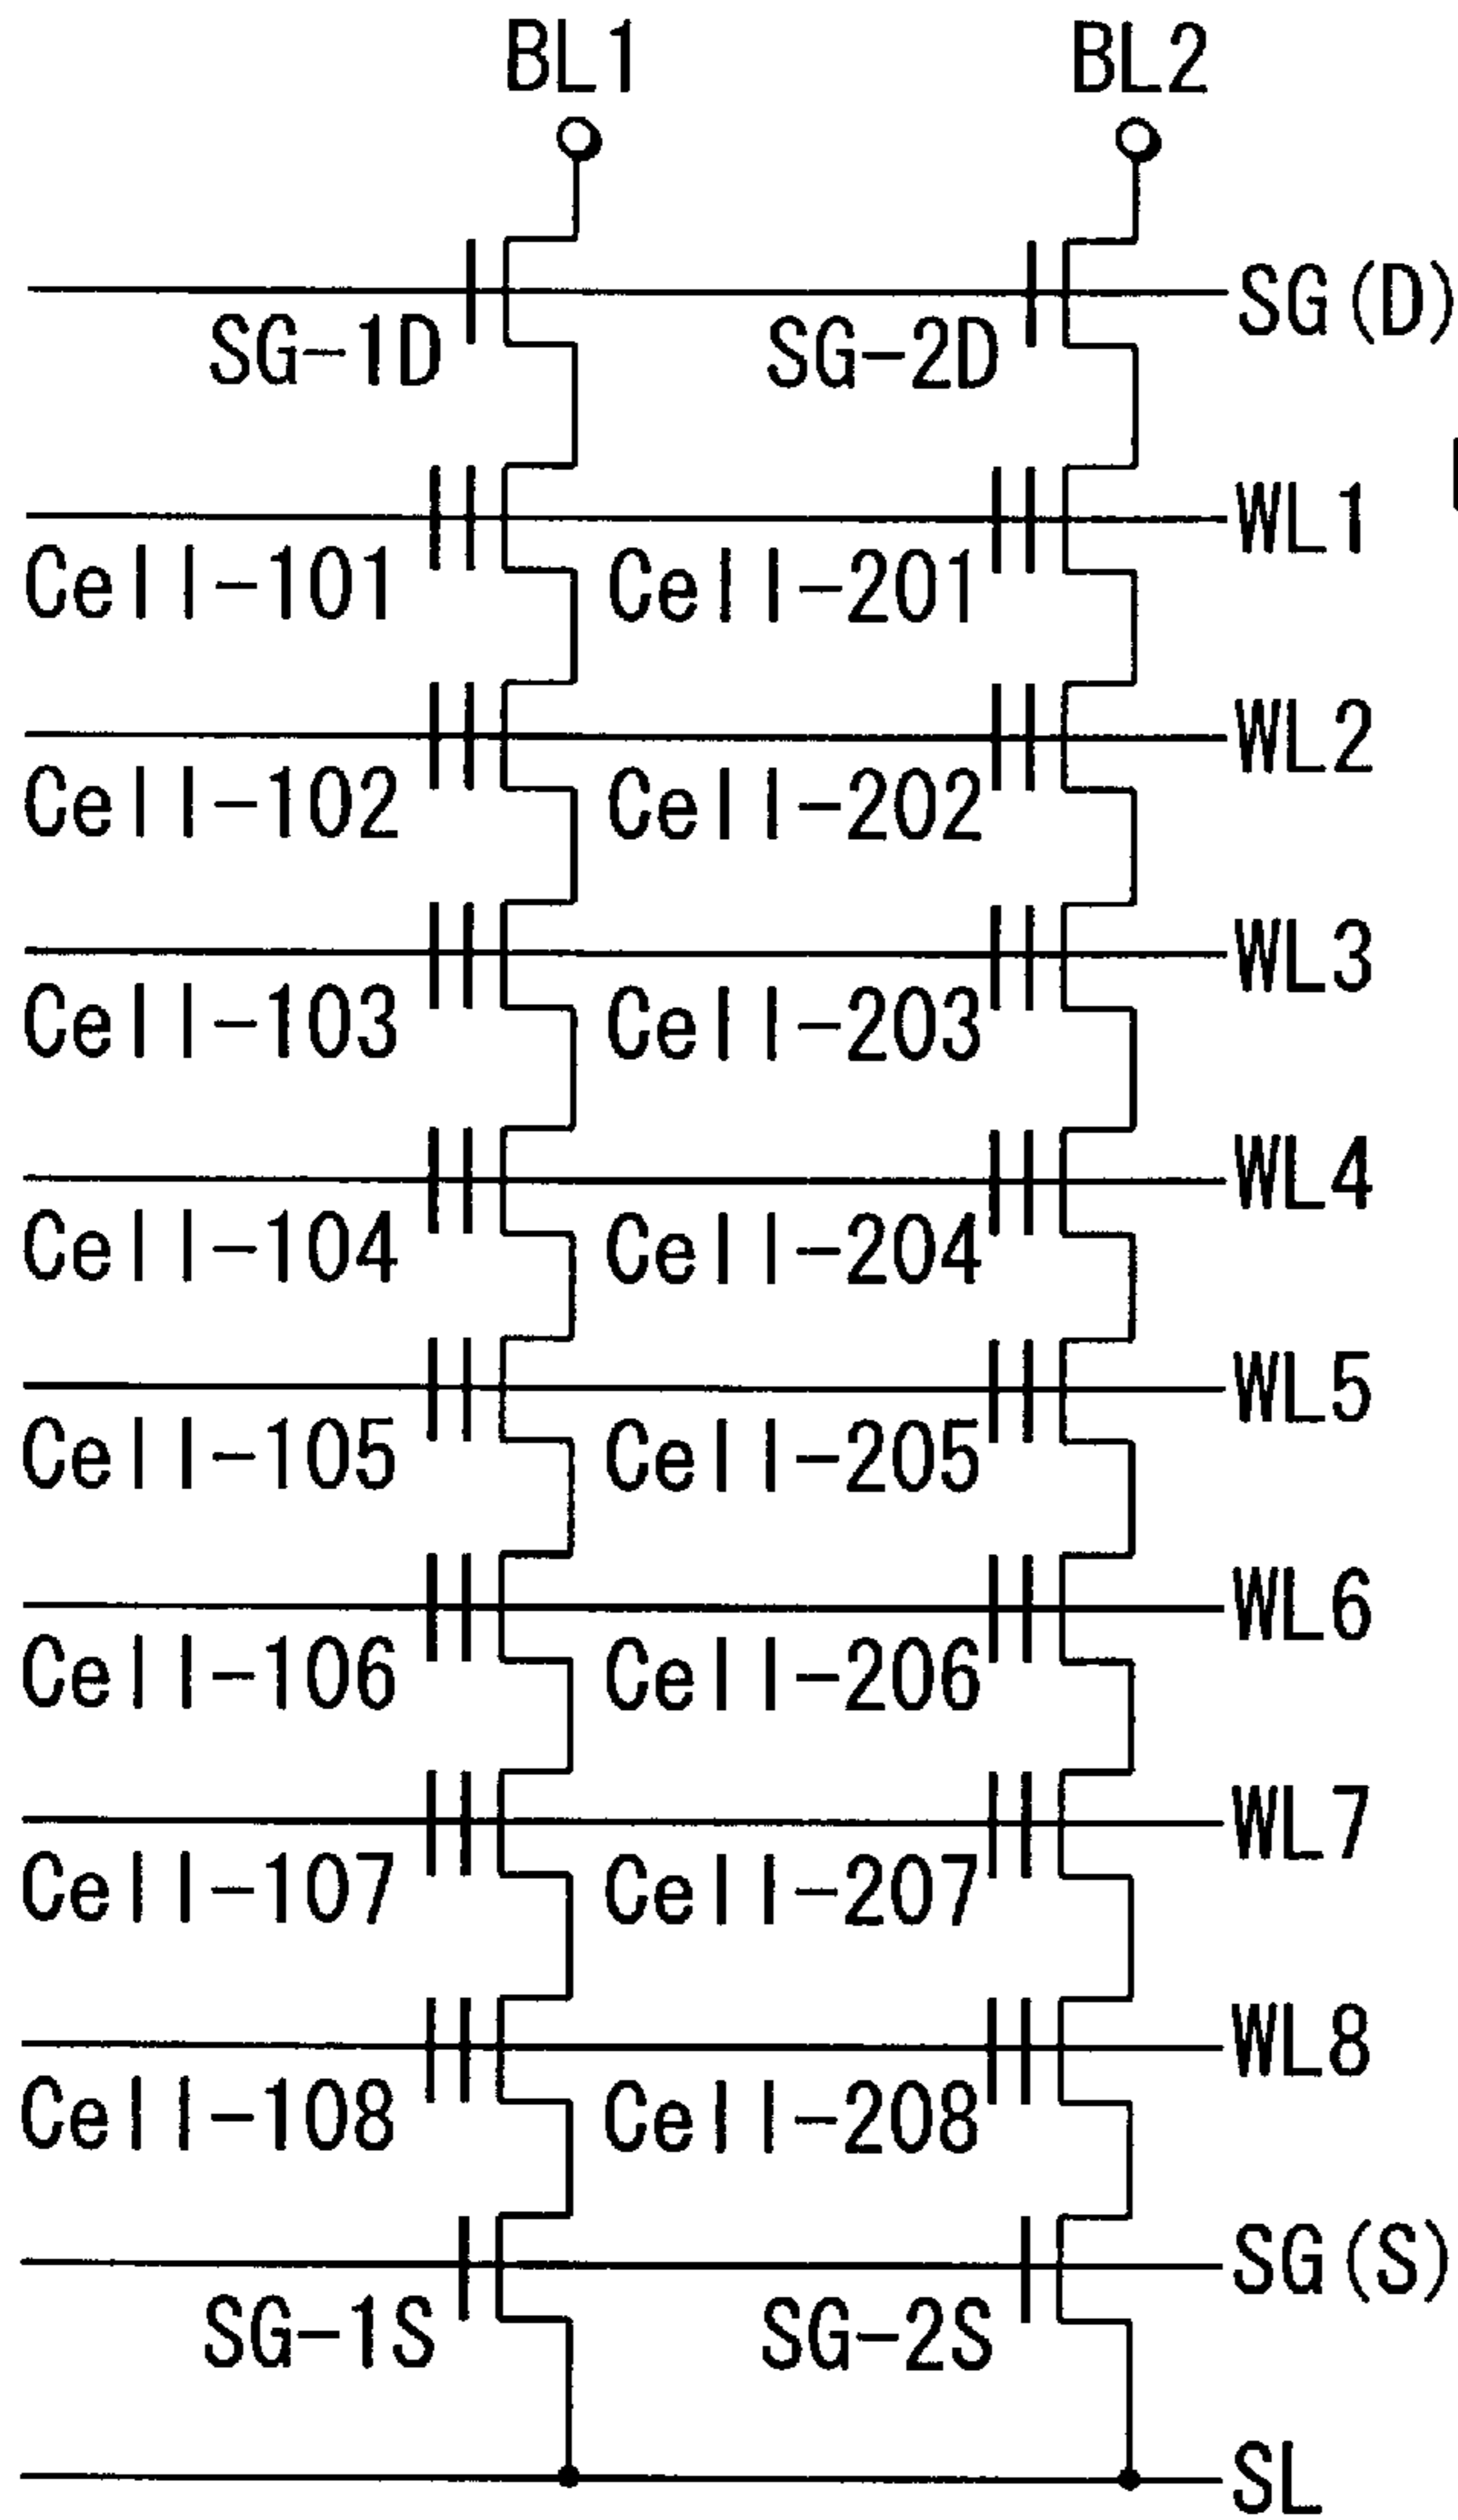 BL1 BL2
SG(D)
SG-1D SG-2D
WL1
Cell-101 Cell-201
WL2
Cell-102 Cell-202
WL3
Cell-103 Cell-203
WL4
Cell-104 Cell-204
WL5
Cell-105 Cell-205
WL6
Cell-106 Cell-206
WL7
Cell-107 Cell-207
WL8
Cell-108 Cell-208
SG(S)
SG-1S SG-2S
SL